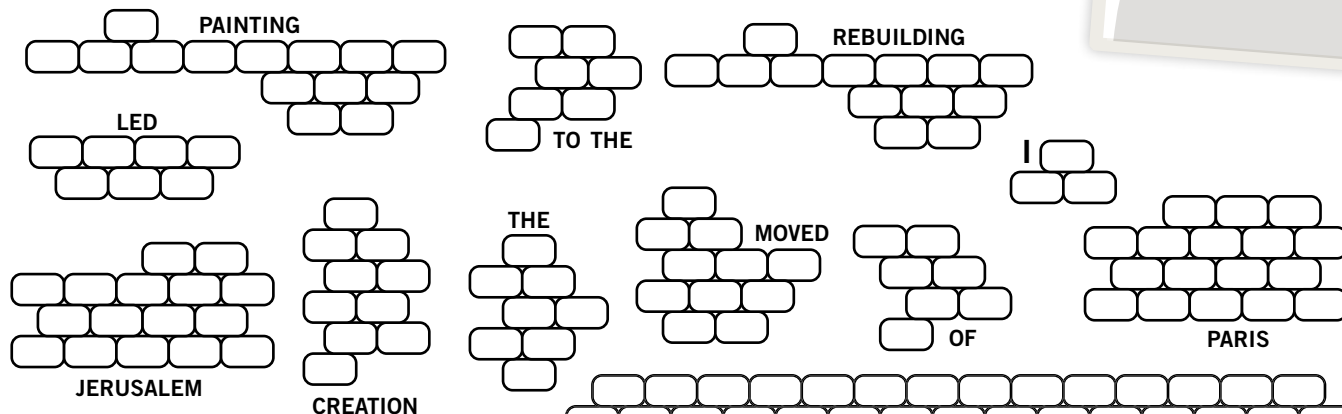 PAINTING
REBUILDING
LED
TO THE
I
THE
MOVED
OF
PARIS
JERUSALEM
CREATION